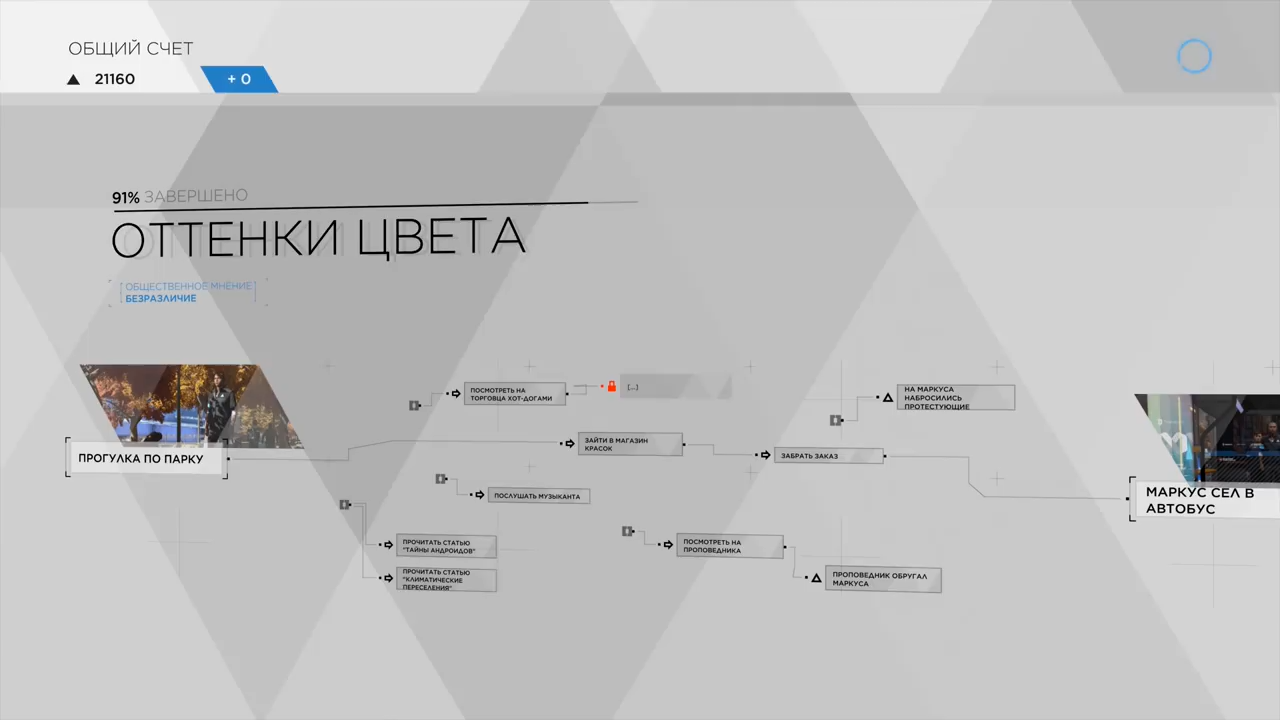 ОБЩИЙ СЧЕТ
21160
+ 0
91% ЗАВЕРШЕНО
ОТТЕНКИ ЦВЕТА
ОБЩЕСТВЕННОЕ МНЕНИЕ
БЕЗРАЗЛИЧИЕ
ПРОГУЛКА ПО ПАРКУ
ПОСМОТРЕТЬ НА
ТОРГОВЦА ХОТ-ДОГАМИ
[...]
НА МАРКУСА
НАБРОСИЛИСЬ
ПРОТЕСТУЮЩИЕ
ЗАЙТИ В МАГАЗИН
КРАСОК
ЗАБРАТЬ ЗАКАЗ
МАРКУС СЕЛ В
АВТОБУС
ПОСЛУШАТЬ МУЗЫКАНТА
ПРОЧИТАТЬ СТАТЬЮ
"ТАЙНЫ АНДРОИДОВ"
ПРОЧИТАТЬ СТАТЬЮ
"КЛИМАТИЧЕСКИЕ
ПЕРЕСЕЛЕНИЯ"
ПОСМОТРЕТЬ НА
ПРОПОВЕДНИКА
ПРОПОВЕДНИК ОБРУГАЛ
МАРКУСА